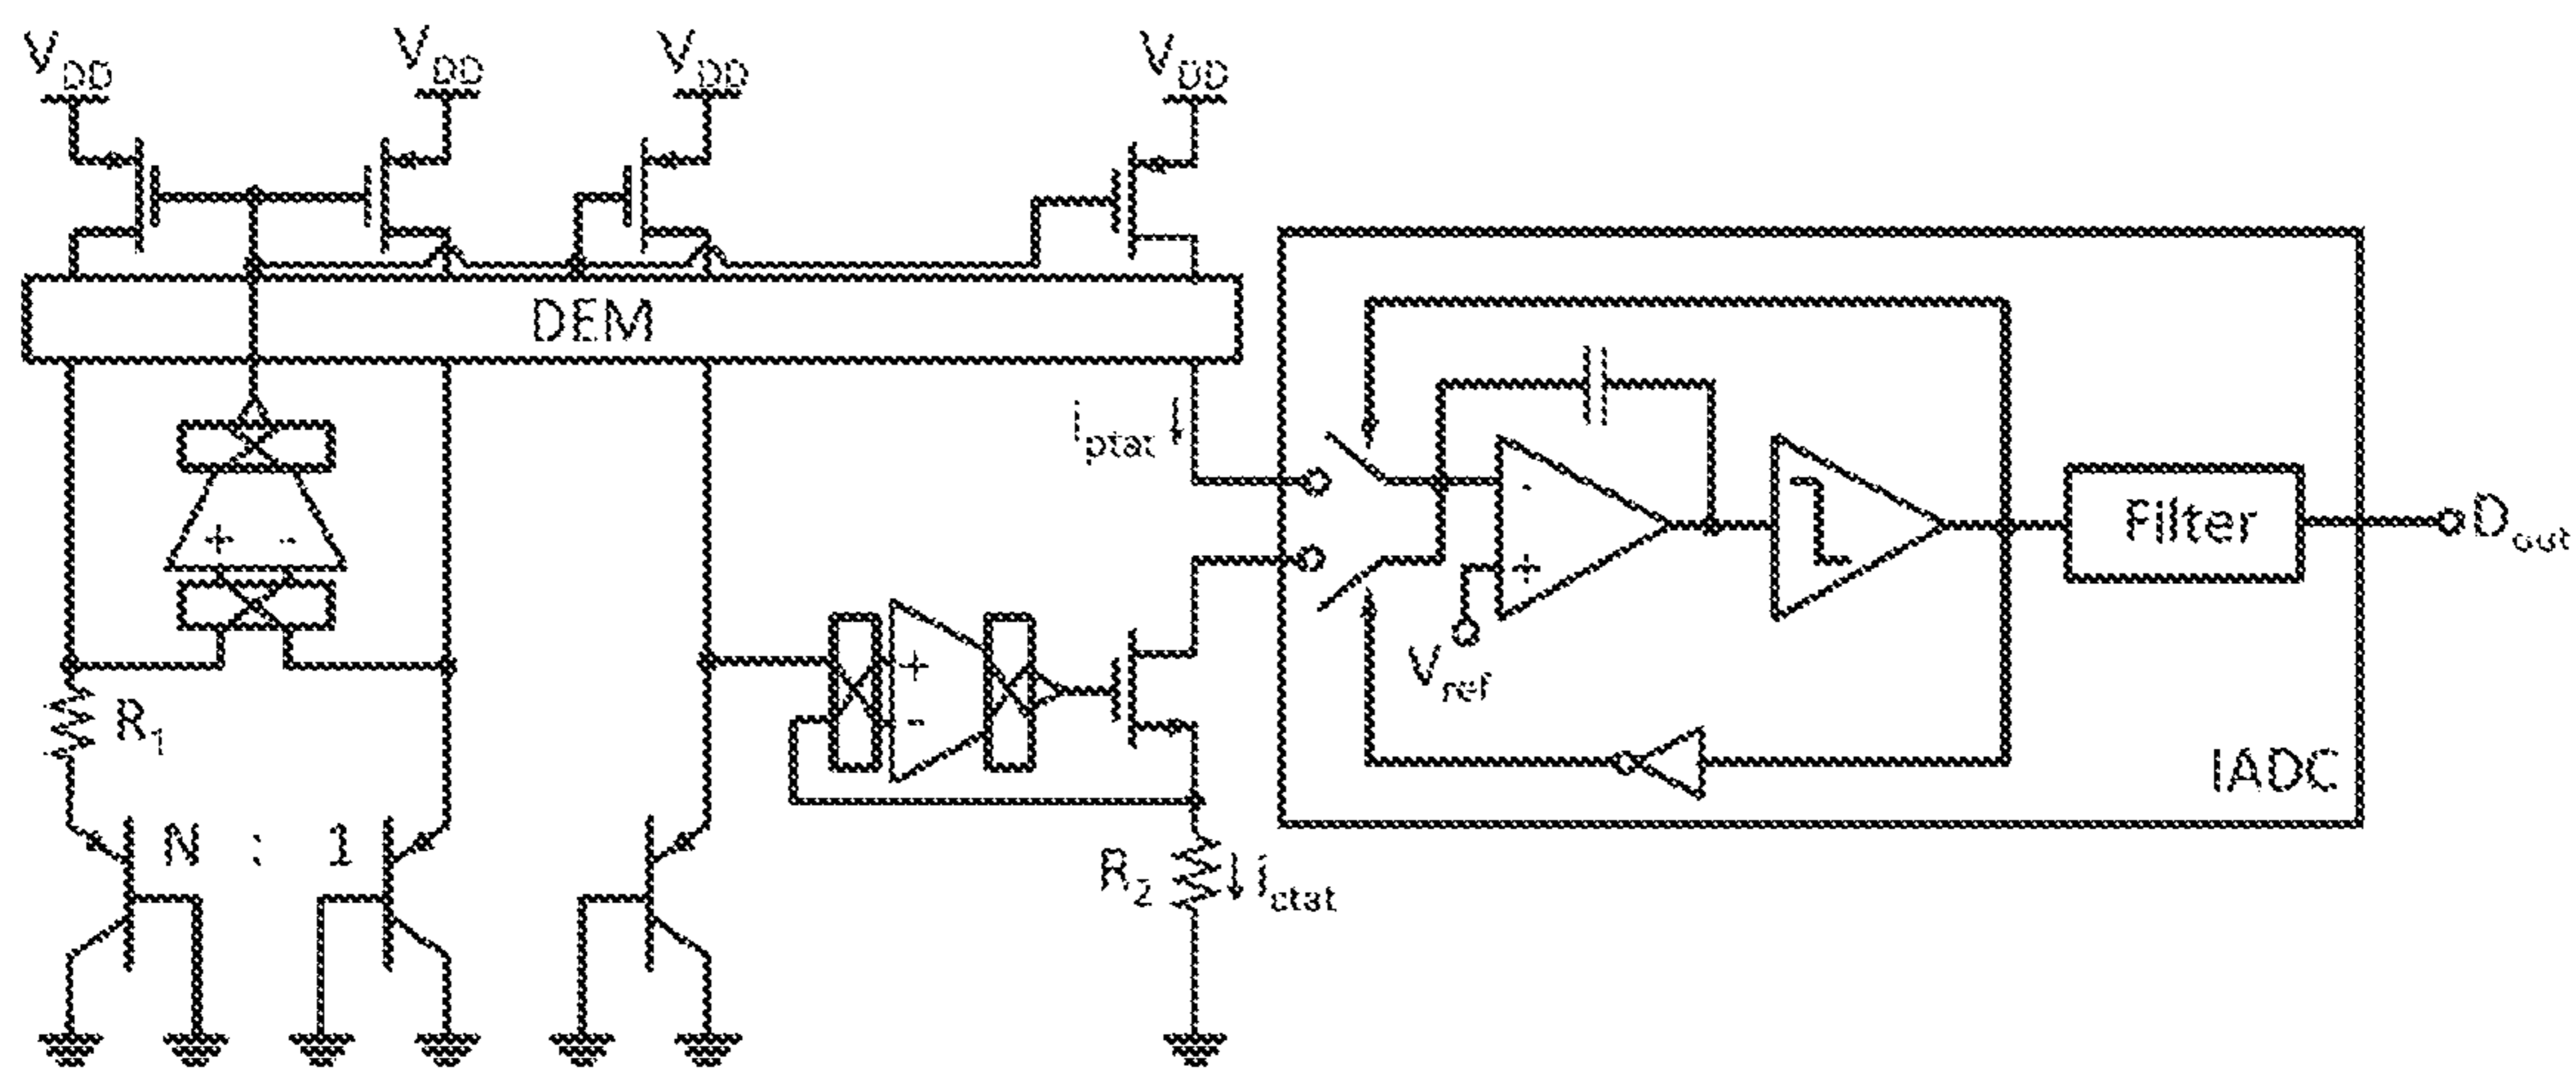 VDD VDD VDD VDD
DEM
iptat
+ -
-
+
Filter
Dout
Vref
+
-
R1
IADC
N : 1
R2
ictat